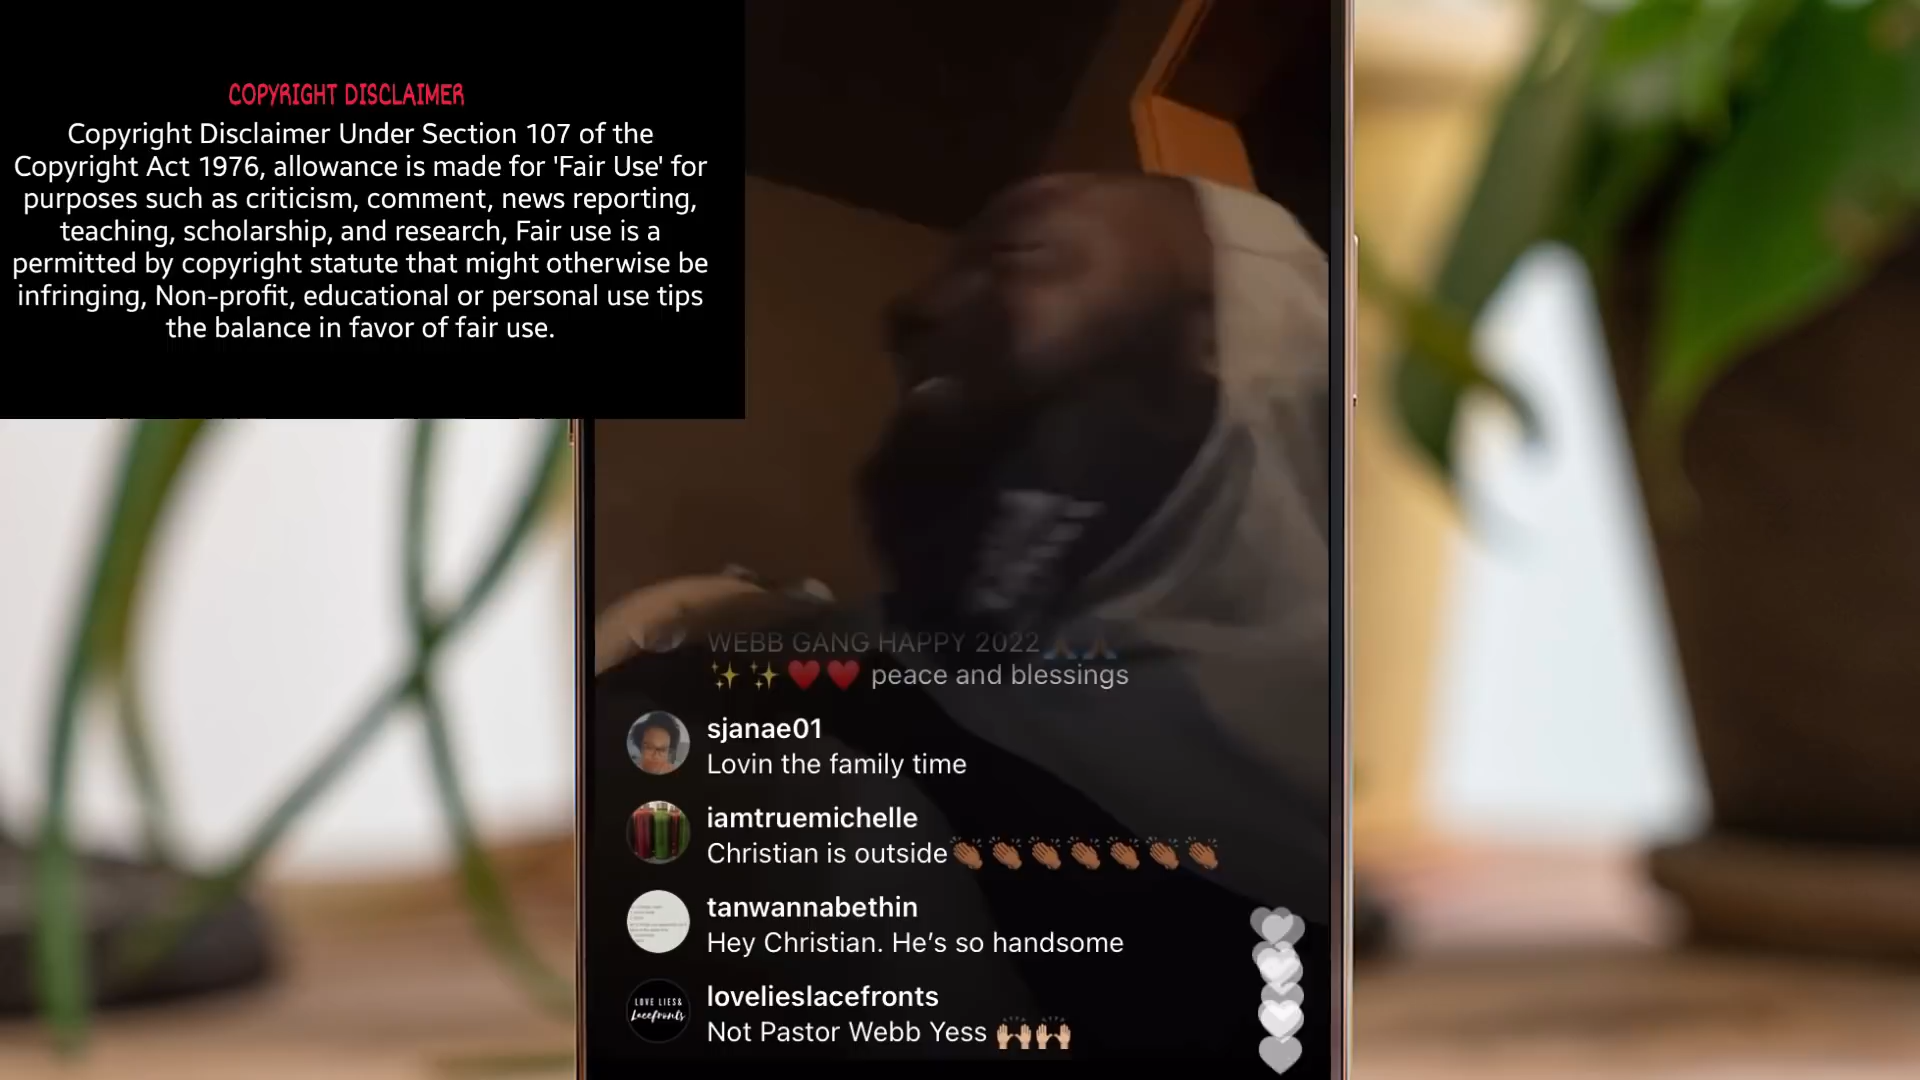 COPYRIGHT DISCLAIMER
Copyright Disclaimer Under Section 107 of the
Copyright Act 1976, allowance is made for 'Fair Use' for
purposes such as criticism, comment, news reporting,
teaching, scholarship, and research, Fair use is a
permitted by copyright statute that might otherwise be
infringing, Non-profit, educational or personal use tips
the balance in favor of fair use.
WEBB GANG HAPPY 2022🙏🏾🙏🏾
✨✨❤️❤️ peace and blessings
sjanae01
Lovin the family time
iamtruemichelle
Christian is outside👏🏾👏🏾👏🏾👏🏾👏🏾👏🏾👏🏾
tanwannabethin
Hey Christian. He’s so handsome
LOVE LIES&
Lacefronts
lovelieslacefronts
Not Pastor Webb Yess 🙌🏼🙌🏼